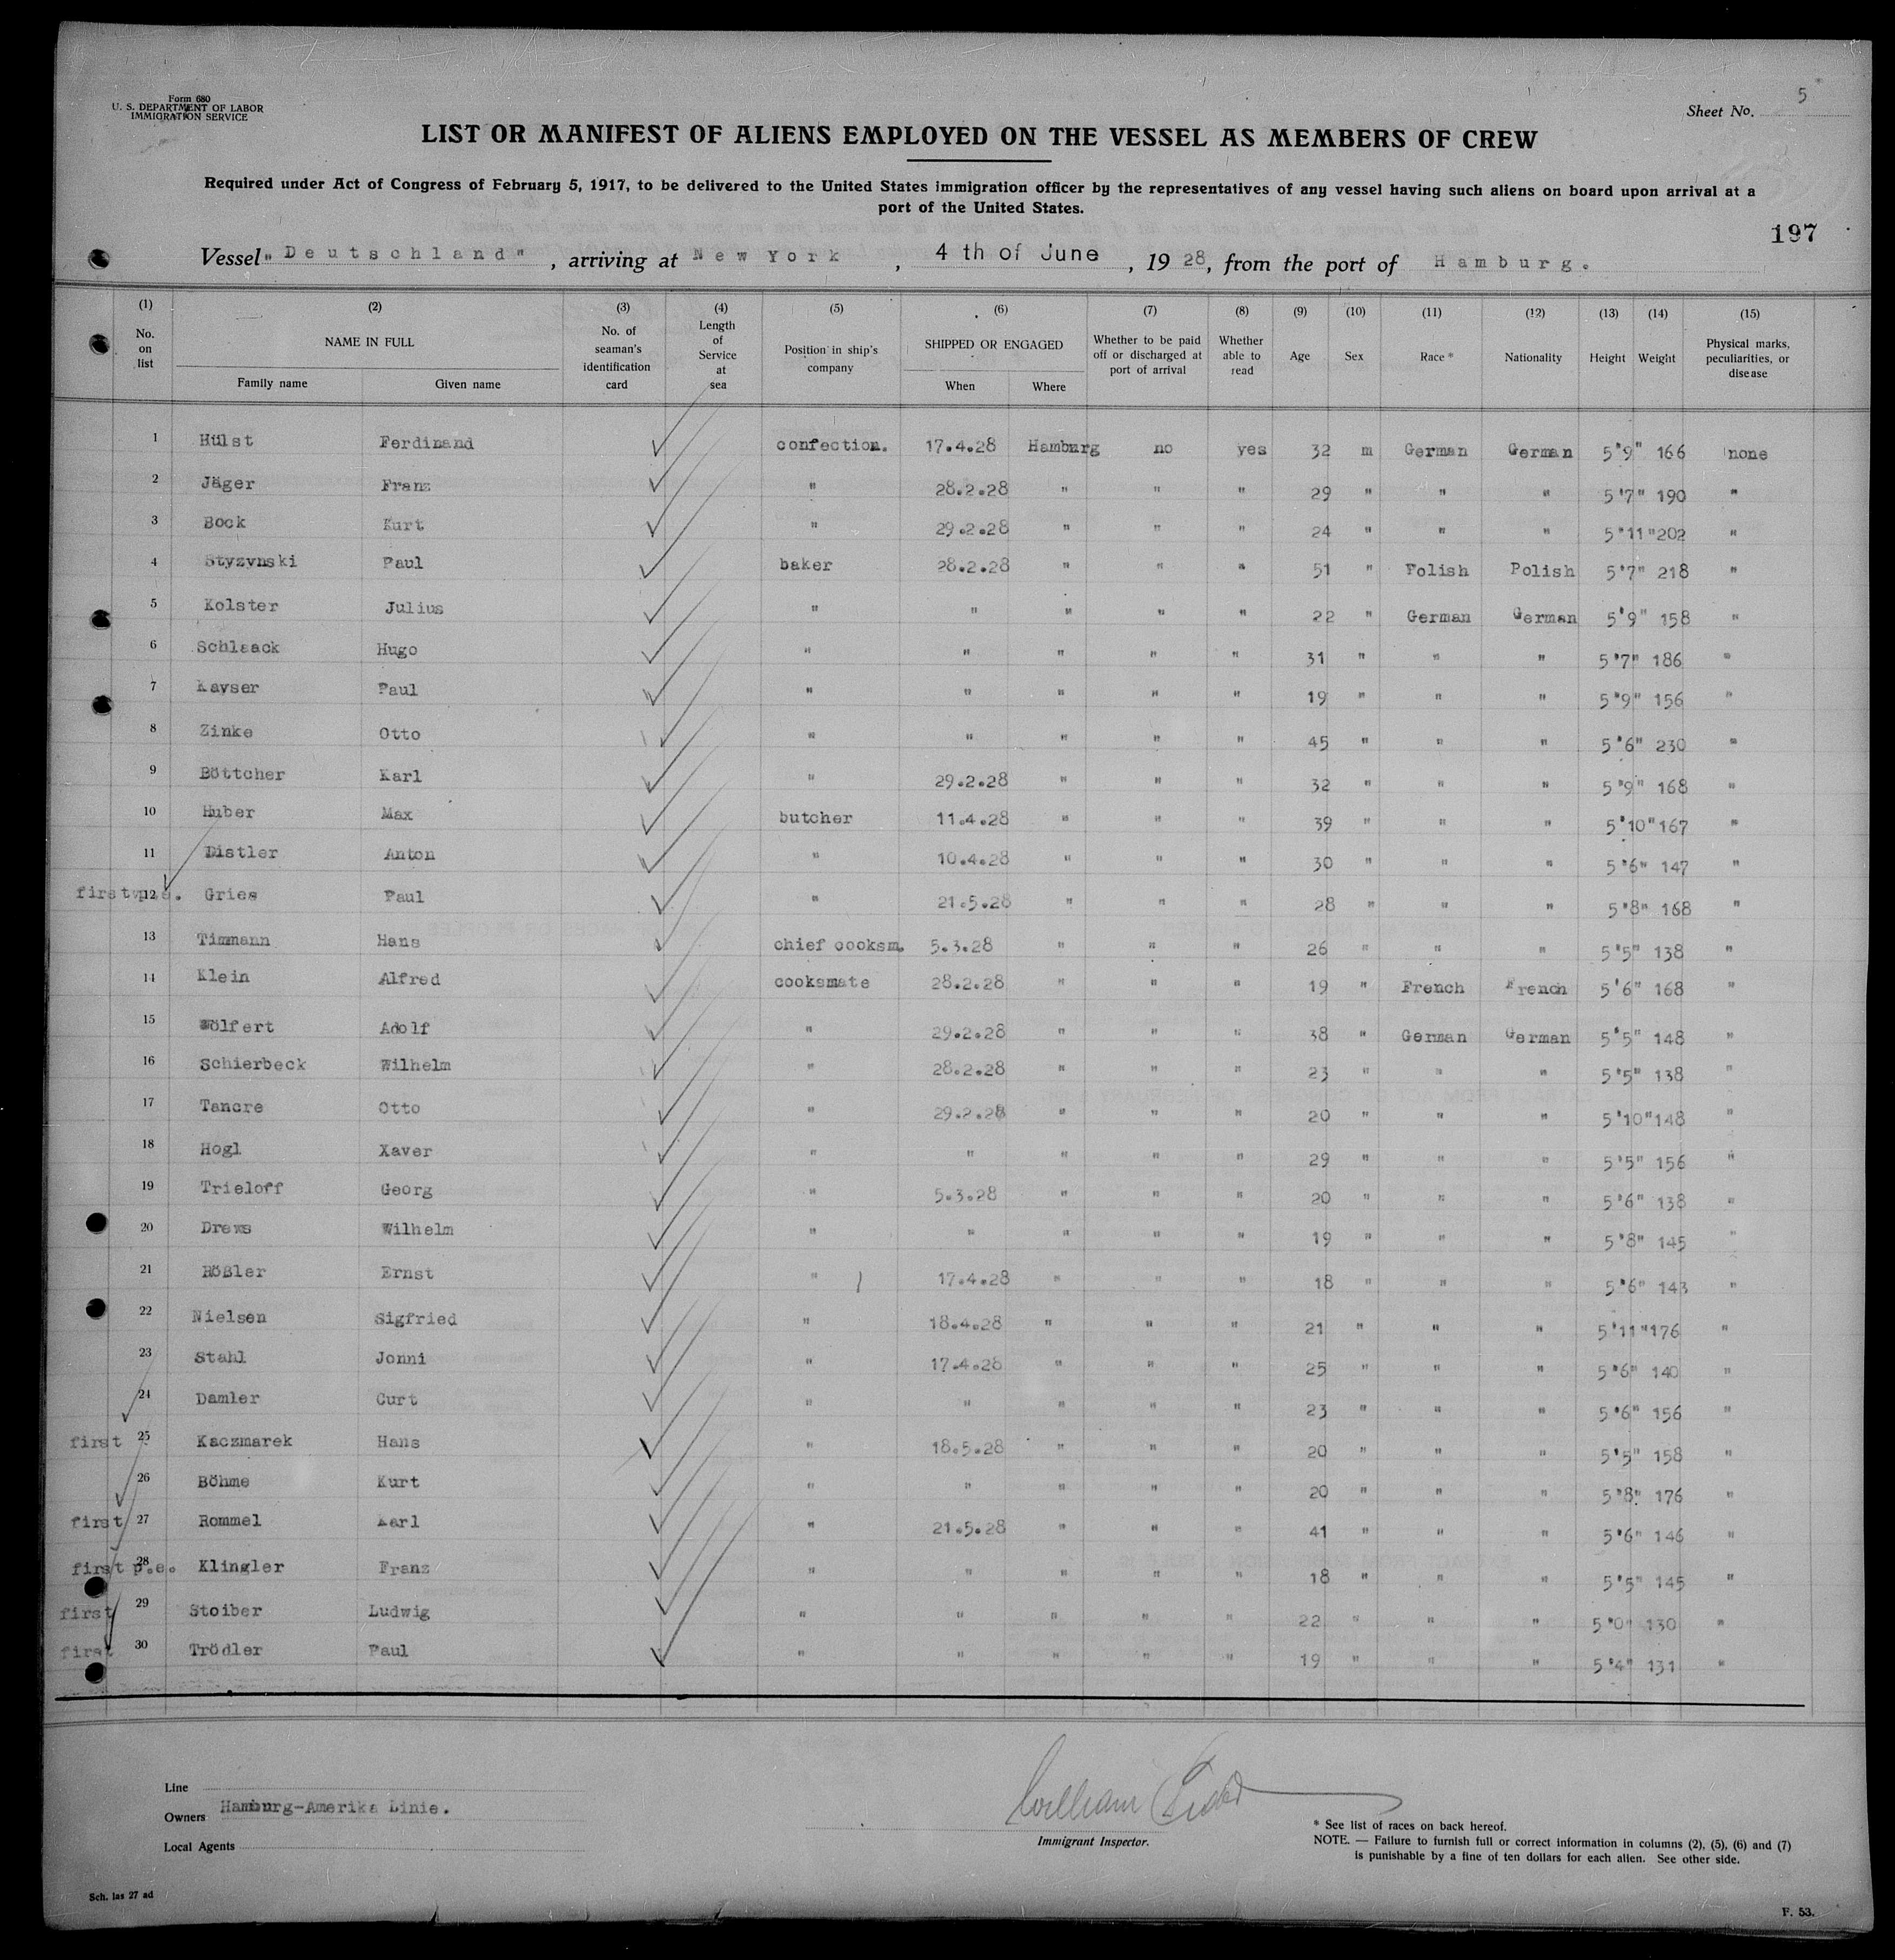 Form 680
U. S. DEPARTMENT OF LABOR
IMMIGRATION SERVICE
Sheet No. 5
LIST OR MANIFEST OF ALIENS EMPLOYED ON THE VESSEL AS MEMBERS OF CREW
Required under Act of Congress of February 5, 1917, to be delivered to the United States immigration officer by the representatives of any vessel having such aliens on board upon arrival at a
port of the United States.
197
Vessel "Deutschland", arriving at New York, 4 th of June, 1928, from the port of Hamburg.
(1) (2) (3) (4) (5) (6) (7) (8) (9) (10) (11) (12) (13) (14) (15)
No. on list NAME IN FULL Family name Given name No. of seaman's identification card Length of Service at sea Position in ship's company SHIPPED OR ENGAGED When Where Whether to be paid off or discharged at port of arrival Whether able to read Age Sex Race * Nationality Height Weight Physical marks, peculiarities, or disease
1 Hülst Ferdinand confection. 17.4.28 Hamburg no yes 32 m German German 5'9" 166 none
2 Jäger Franz " 28.2.28 " " " 29 " " " 5'7" 190 "
3 Bock Kurt " 29.2.28 " " " 24 " " " 5'11" 202 "
4 Styzynski Paul baker 28.2.28 " " " 51 " Polish Polish 5'7" 218 "
5 Kolster Julius " " " " " 22 " German German 5'9" 158 "
6 Schlaack Hugo " " " " " 31 " " " 5'7" 186 "
7 Kayser Paul " " " " " 19 " " " 5'9" 156 "
8 Zinke Otto " " " " " 45 " " " 5'6" 230 "
9 Böttcher Karl " 29.2.28 " " " 32 " " " 5'9" 168 "
10 Huber Max butcher 11.4.28 " " " 39 " " " 5'10" 167 "
11 Distler Anton " 10.4.28 " " " 30 " " " 5'6" 147 "
first 12 Gries Paul " 21.5.28 " " " 28 " " " 5'8" 168 "
13 Timmann Hans chief cooksm. 5.3.28 " " " 26 " " " 5'5" 138 "
14 Klein Alfred cooksmate 28.2.28 " " " 19 " French French 5'6" 168 "
15 Wölfert Adolf " 29.2.28 " " " 38 " German German 5'5" 148 "
16 Schierbeck Wilhelm " 28.2.28 " " " 23 " " " 5'5" 138 "
17 Tancre Otto " 29.2.28 " " " 20 " " " 5'10" 148 "
18 Hogl Xaver " " " " " 29 " " " 5'5" 156 "
19 Trieloff Georg " 5.3.28 " " " 20 " " " 5'6" 138 "
20 Drews Wilhelm " " " " " 19 " " " 5'8" 145 "
21 Rößler Ernst " 17.4.28 " " " 18 " " " 5'6" 143 "
22 Nielsen Sigfried " 18.4.28 " " " 21 " " " 5'11" 176 "
23 Stahl Jonni " 17.4.28 " " " 25 " " " 5'6" 140 "
24 Damler Curt " " " " " 23 " " " 5'6" 156 "
first 25 Kaczmarek Hans " 18.5.28 " " " 20 " " " 5'5" 158 "
26 Böhme Kurt " " " " " 20 " " " 5'8" 176 "
first 27 Rommel Karl " 21.5.28 " " " 41 " " " 5'6" 146 "
first p.e. 28 Klingler Franz " " " " " 18 " " " 5'5" 145 "
first 29 Stoiber Ludwig " " " " " 22 " " " 5'0" 130 "
first 30 Trödler Paul " " " " " 19 " " " 5'4" 131 "
Line
Owners Hamburg-Amerika Linie.
Local Agents
William
Immigrant Inspector.
* See list of races on back hereof.
NOTE. — Failure to furnish full or correct information in columns (2), (5), (6) and (7)
is punishable by a fine of ten dollars for each alien. See other side.
Sch. las 27 ad
F. 53.